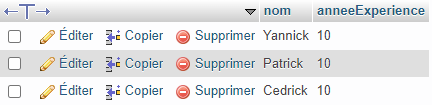 nom anneeExperience
Éditer Copier Supprimer Yannick 10
Éditer Copier Supprimer Patrick 10
Éditer Copier Supprimer Cedrick 10